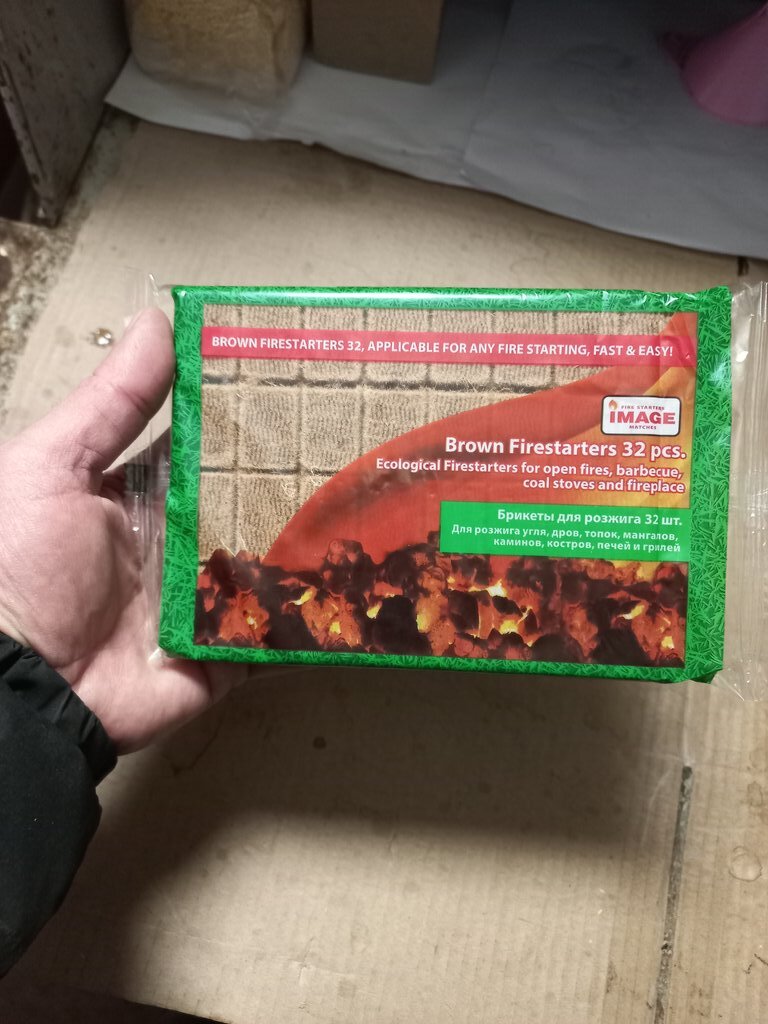 BROWN FIRESTARTERS 32, APPLICABLE FOR ANY FIRE STARTING, FAST & EASY!
FIRE STARTERS
IMAGE
MATCHES
Brown Firestarters 32 pcs.
Ecological Firestarters for open fires, barbecue,
coal stoves and fireplace
Брикеты для розжига 32 шт.
Для розжига угля, дров, топок, мангалов,
каминов, костров, печей и грилей